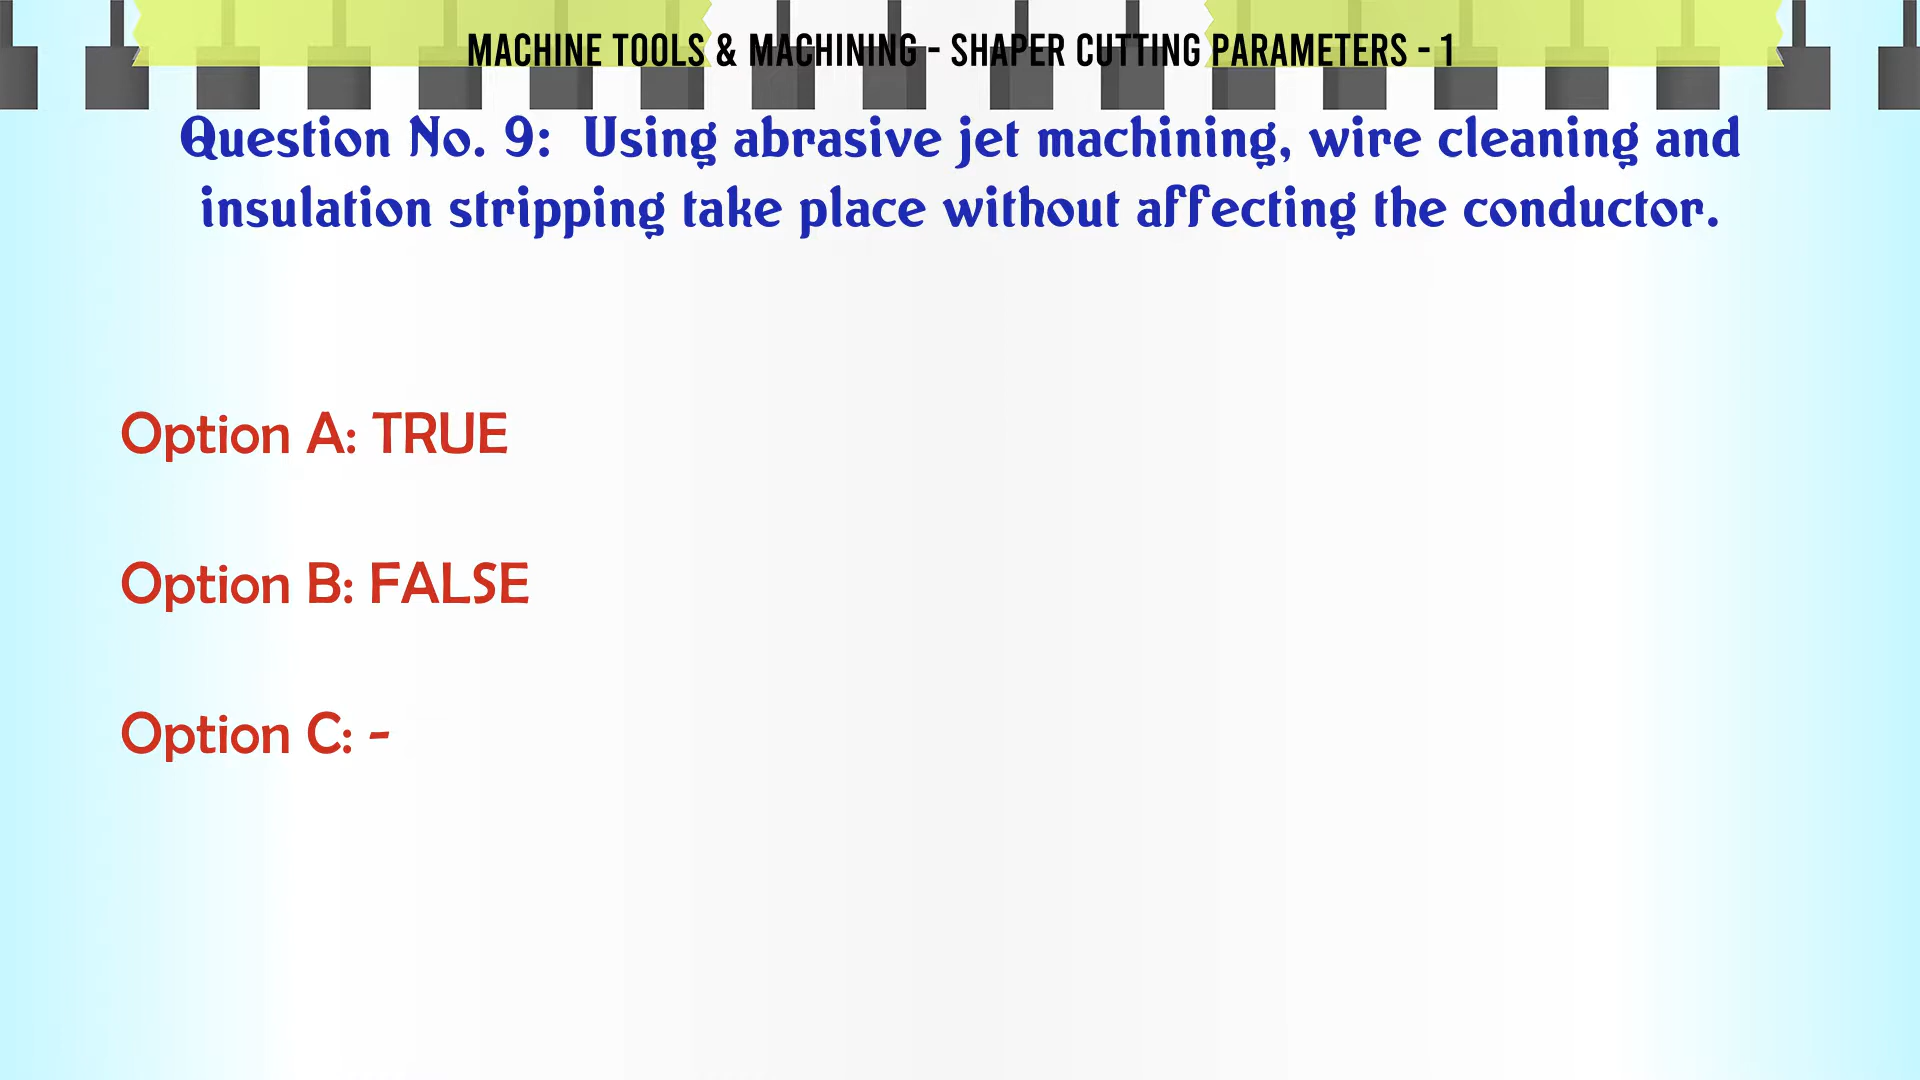 MACHINE TOOLS & MACHINING - SHAPER CUTTING PARAMETERS - 1
Question No. 9: Using abrasive jet machining, wire cleaning and
insulation stripping take place without affecting the conductor.
Option A: TRUE
Option B: FALSE
Option C: -